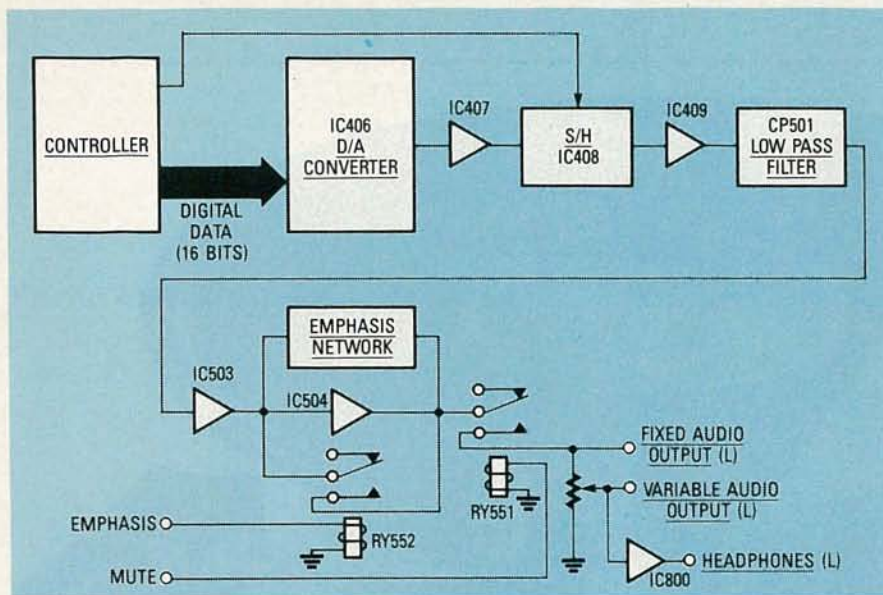 CONTROLLER
DIGITAL
DATA
(16 BITS)
IC406
D/A
CONVERTER
IC407
S/H
IC408
IC409
CP501
LOW PASS
FILTER
EMPHASIS
NETWORK
IC503
IC504
FIXED AUDIO
OUTPUT (L)
VARIABLE AUDIO
OUTPUT (L)
RY551
EMPHASIS
RY552
MUTE
IC800
HEADPHONES (L)